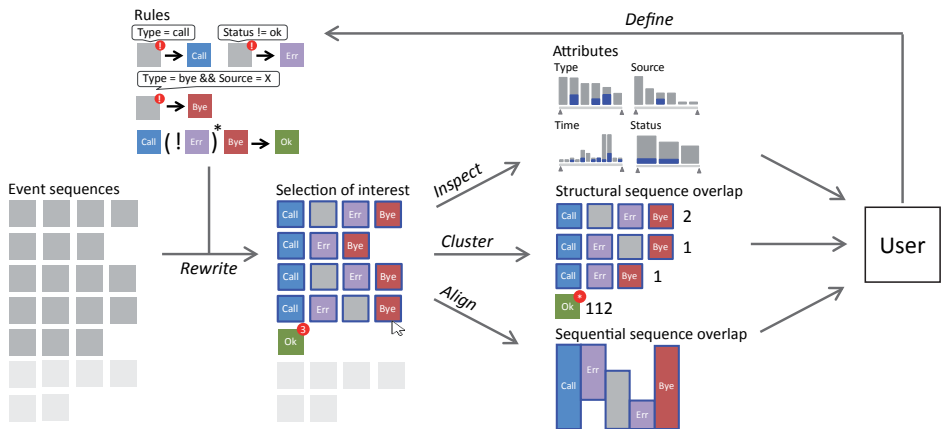 Rules
Define
Type = call
Status != ok
! Call
! Err
Type = bye && Source = X
! Bye
Call ( ! Err ) * Bye Ok
Attributes
Type
Source
Time
Status
Event sequences
Rewrite
Selection of interest
Call Err Bye
Call Err Bye
Call Err Bye
Call Err Bye
Ok 3
Inspect
Cluster
Align
Structural sequence overlap
Call Err Bye 2
Call Err Bye 1
Call Err Bye 1
Ok * 112
Sequential sequence overlap
Call Err Err Bye
User